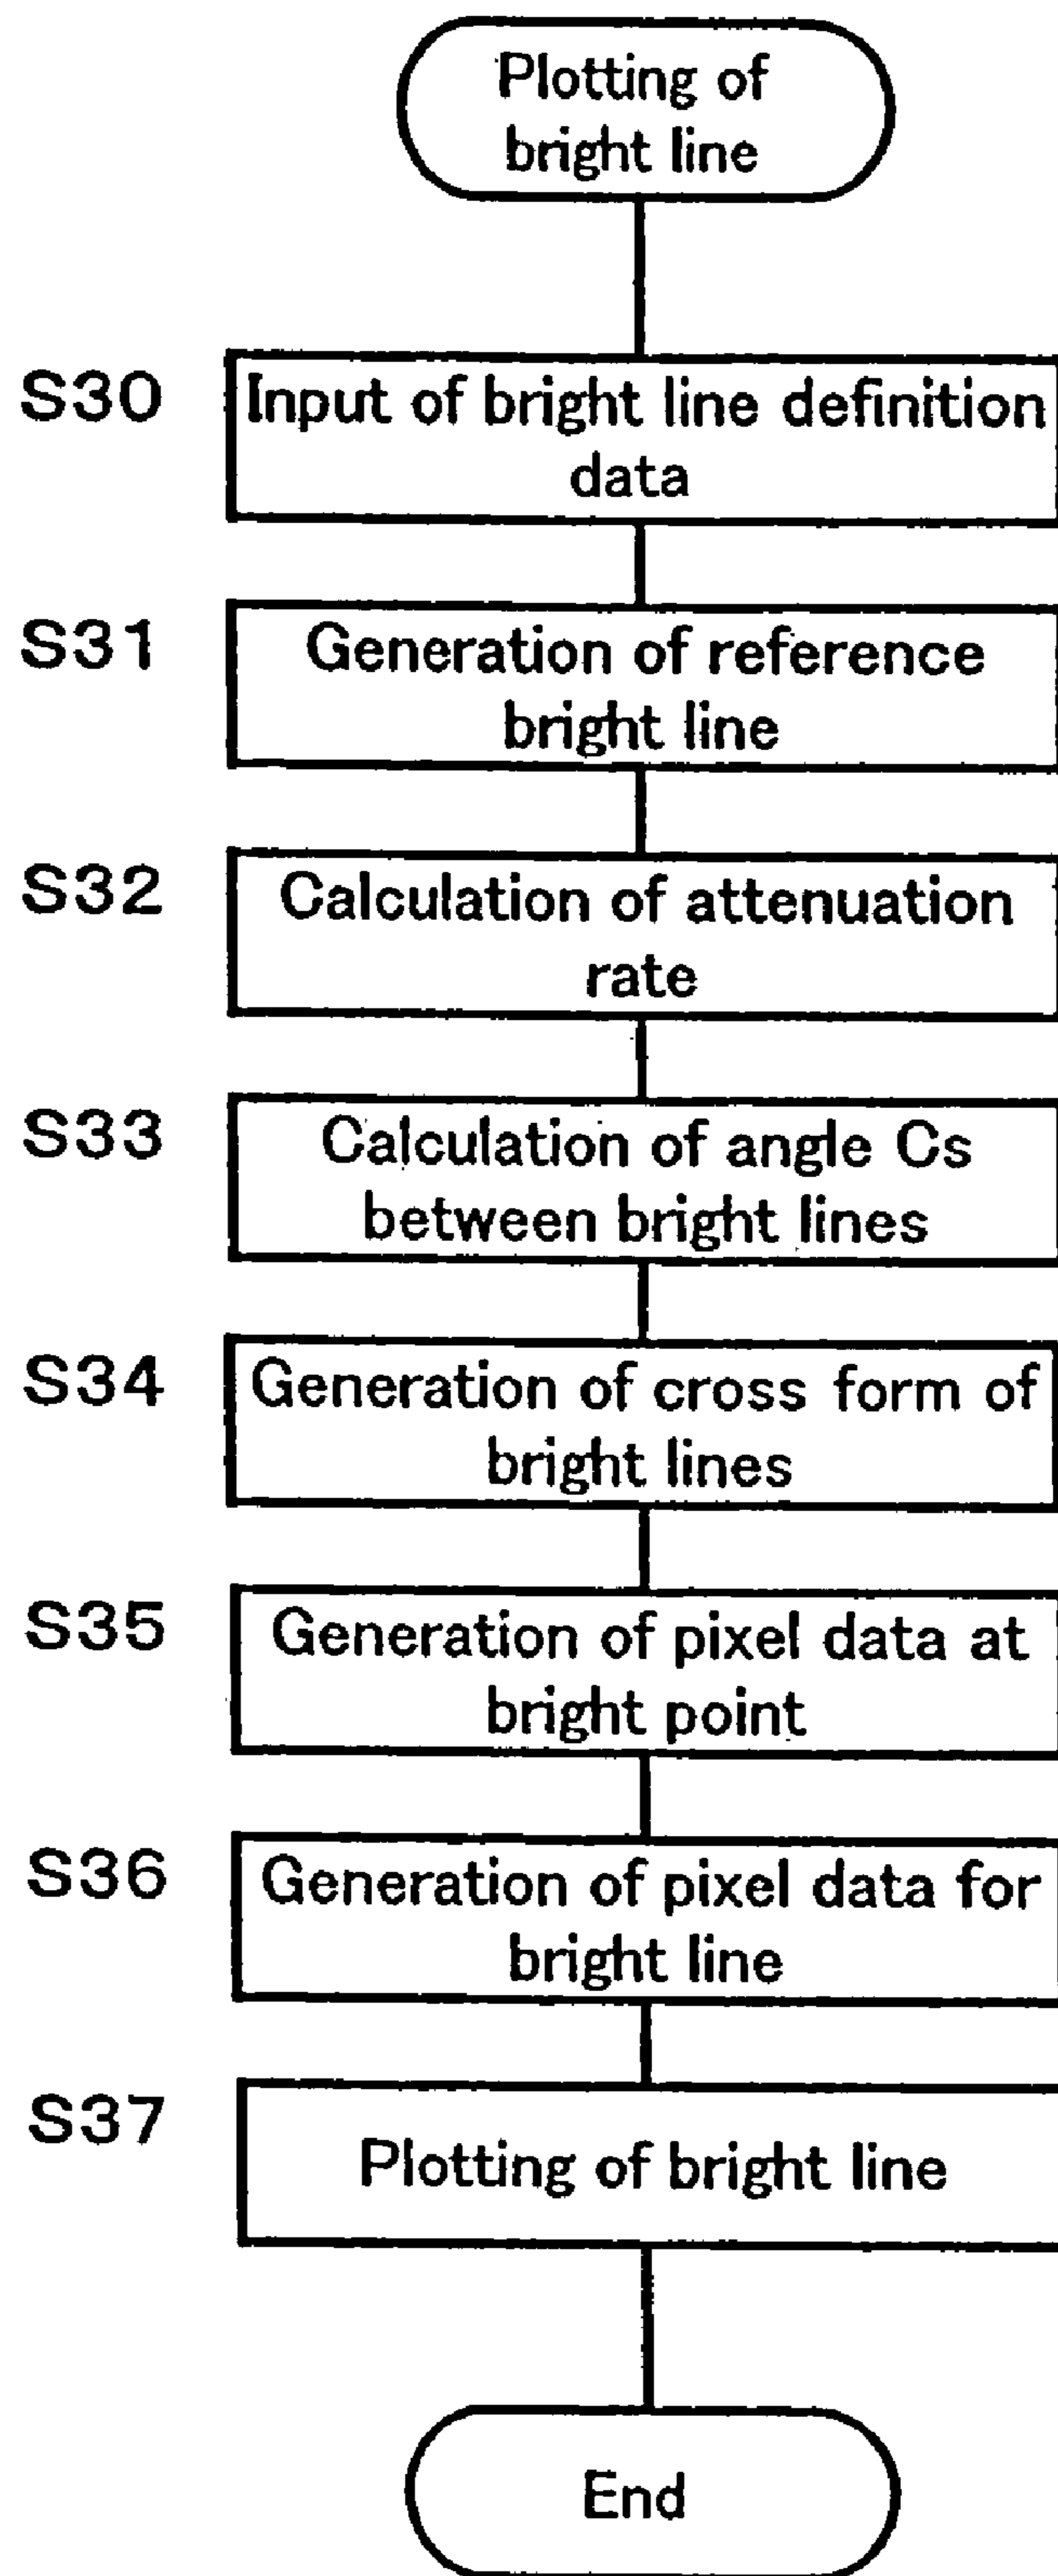 Plotting of
bright line
S30
Input of bright line definition
data
S31
Generation of reference
bright line
S32
Calculation of attenuation
rate
S33
Calculation of angle Cs
between bright lines
S34
Generation of cross form of
bright lines
S35
Generation of pixel data at
bright point
S36
Generation of pixel data for
bright line
S37
Plotting of bright line
End